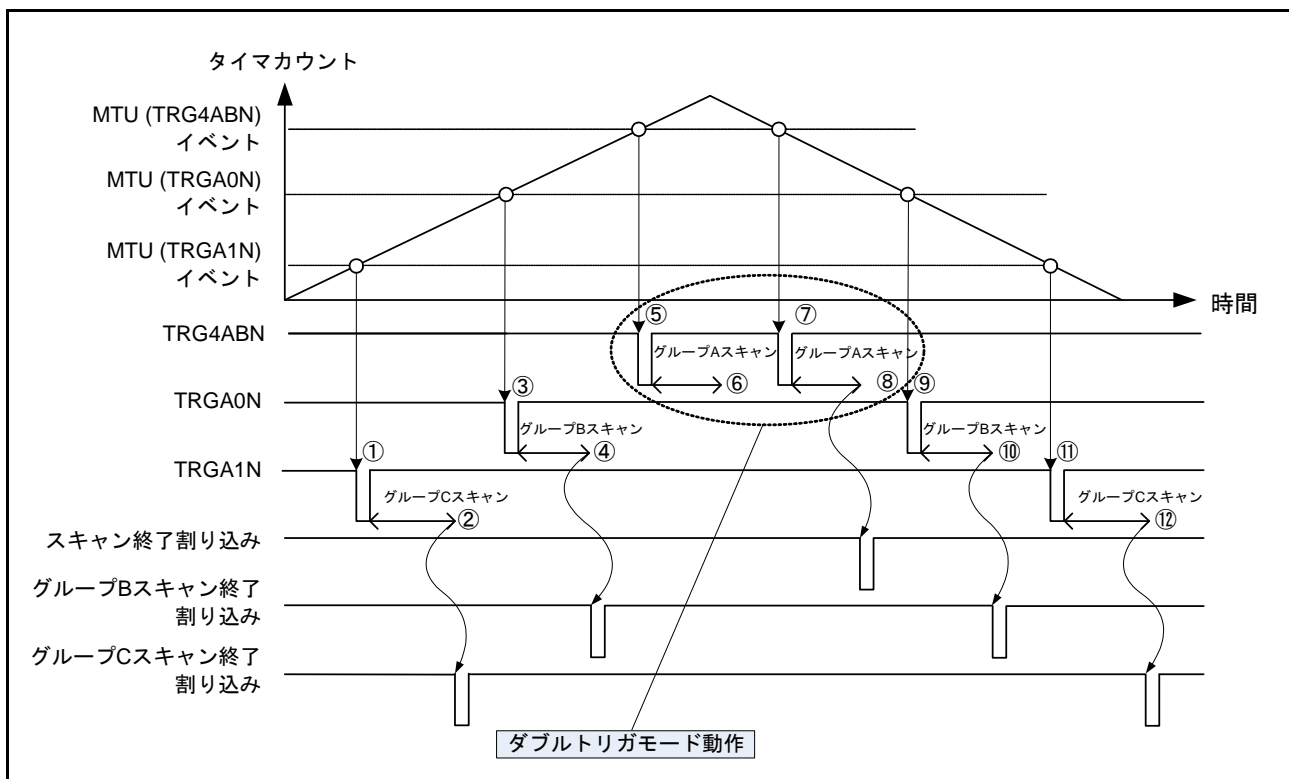 タイマカウント
MTU (TRG4ABN)
イベント
MTU (TRGA0N)
イベント
MTU (TRGA1N)
イベント
時間
TRG4ABN
⑤
⑦
グループAスキャン
グループAスキャン
⑥
⑧
TRGA0N
③
⑨
グループBスキャン
グループBスキャン
④
⑩
TRGA1N
①
⑪
グループCスキャン
グループCスキャン
②
⑫
スキャン終了割り込み
グループBスキャン終了
割り込み
グループCスキャン終了
割り込み
ダブルトリガモード動作